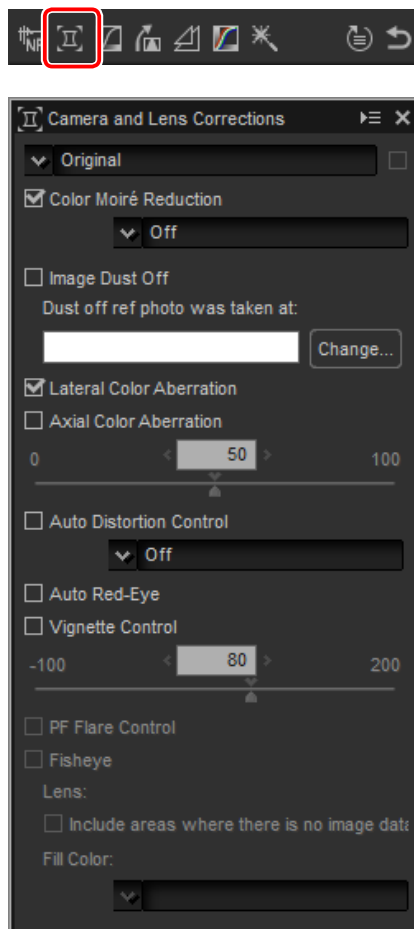 NR
Camera and Lens Corrections
Original
Color Moiré Reduction
Off
Image Dust Off
Dust off ref photo was taken at:
Change...
Lateral Color Aberration
Axial Color Aberration
0 50 100
Auto Distortion Control
Off
Auto Red-Eye
Vignette Control
-100 80 200
PF Flare Control
Fisheye
Lens:
Include areas where there is no image data
Fill Color: